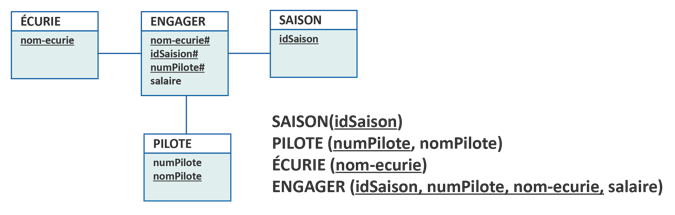 ÉCURIE
nom-ecurie
ENGAGER
nom-ecurie#
idSaision#
numPilote#
salaire
SAISON
idSaison
PILOTE
numPilote
nomPilote
SAISON(idSaison)
PILOTE (numPilote, nomPilote)
ÉCURIE (nom-ecurie)
ENGAGER (idSaison, numPilote, nom-ecurie, salaire)